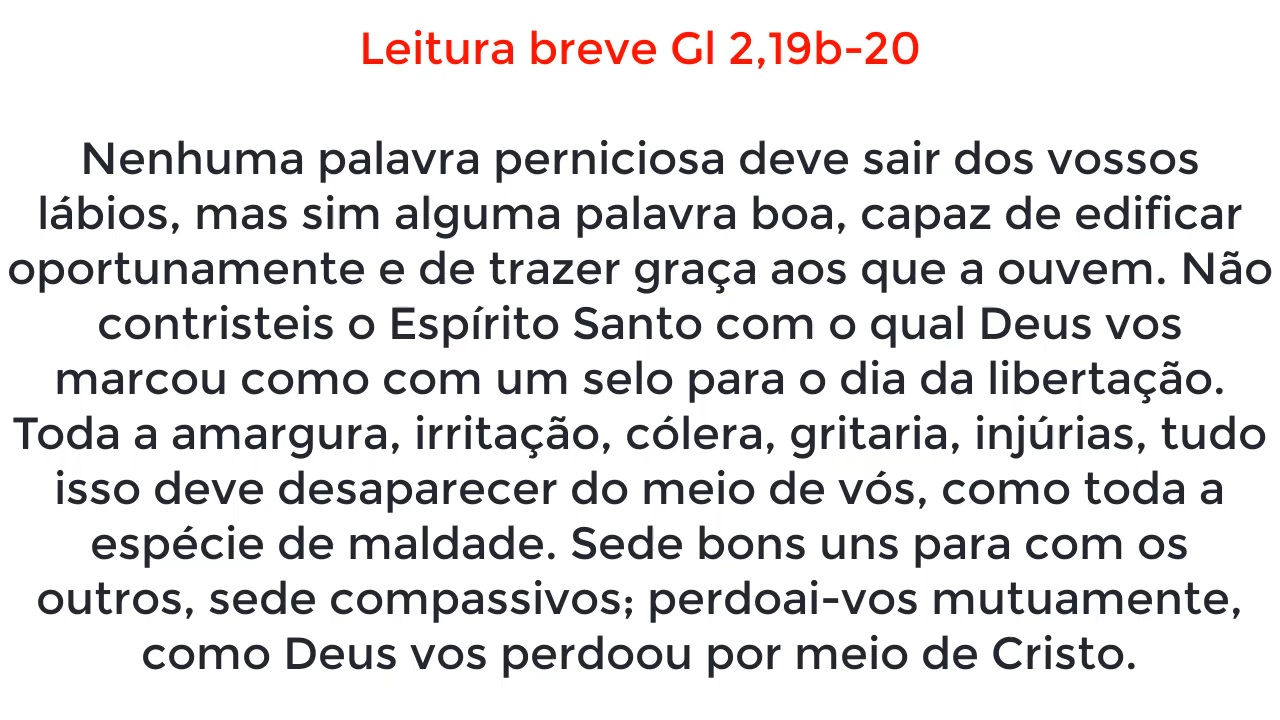 Leitura breve Gl 2,19b-20
Nenhuma palavra perniciosa deve sair dos vossos
lábios, mas sim alguma palavra boa, capaz de edificar
oportunamente e de trazer graça aos que a ouvem. Não
contristeis o Espírito Santo com o qual Deus vos
marcou como com um selo para o dia da libertação.
Toda a amargura, irritação, cólera, gritaria, injúrias, tudo
isso deve desaparecer do meio de vós, como toda a
espécie de maldade. Sede bons uns para com os
outros, sede compassivos; perdoai-vos mutuamente,
como Deus vos perdoou por meio de Cristo.